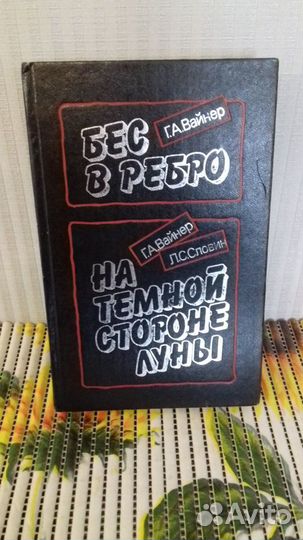 Г.А.Вайнер
БЕС
В РЕБРО
Г.А.Вайнер
Л.С.Словин
НА
ТЕМНОЙ
СТОРОНЕ
ЛУНЫ
Avito